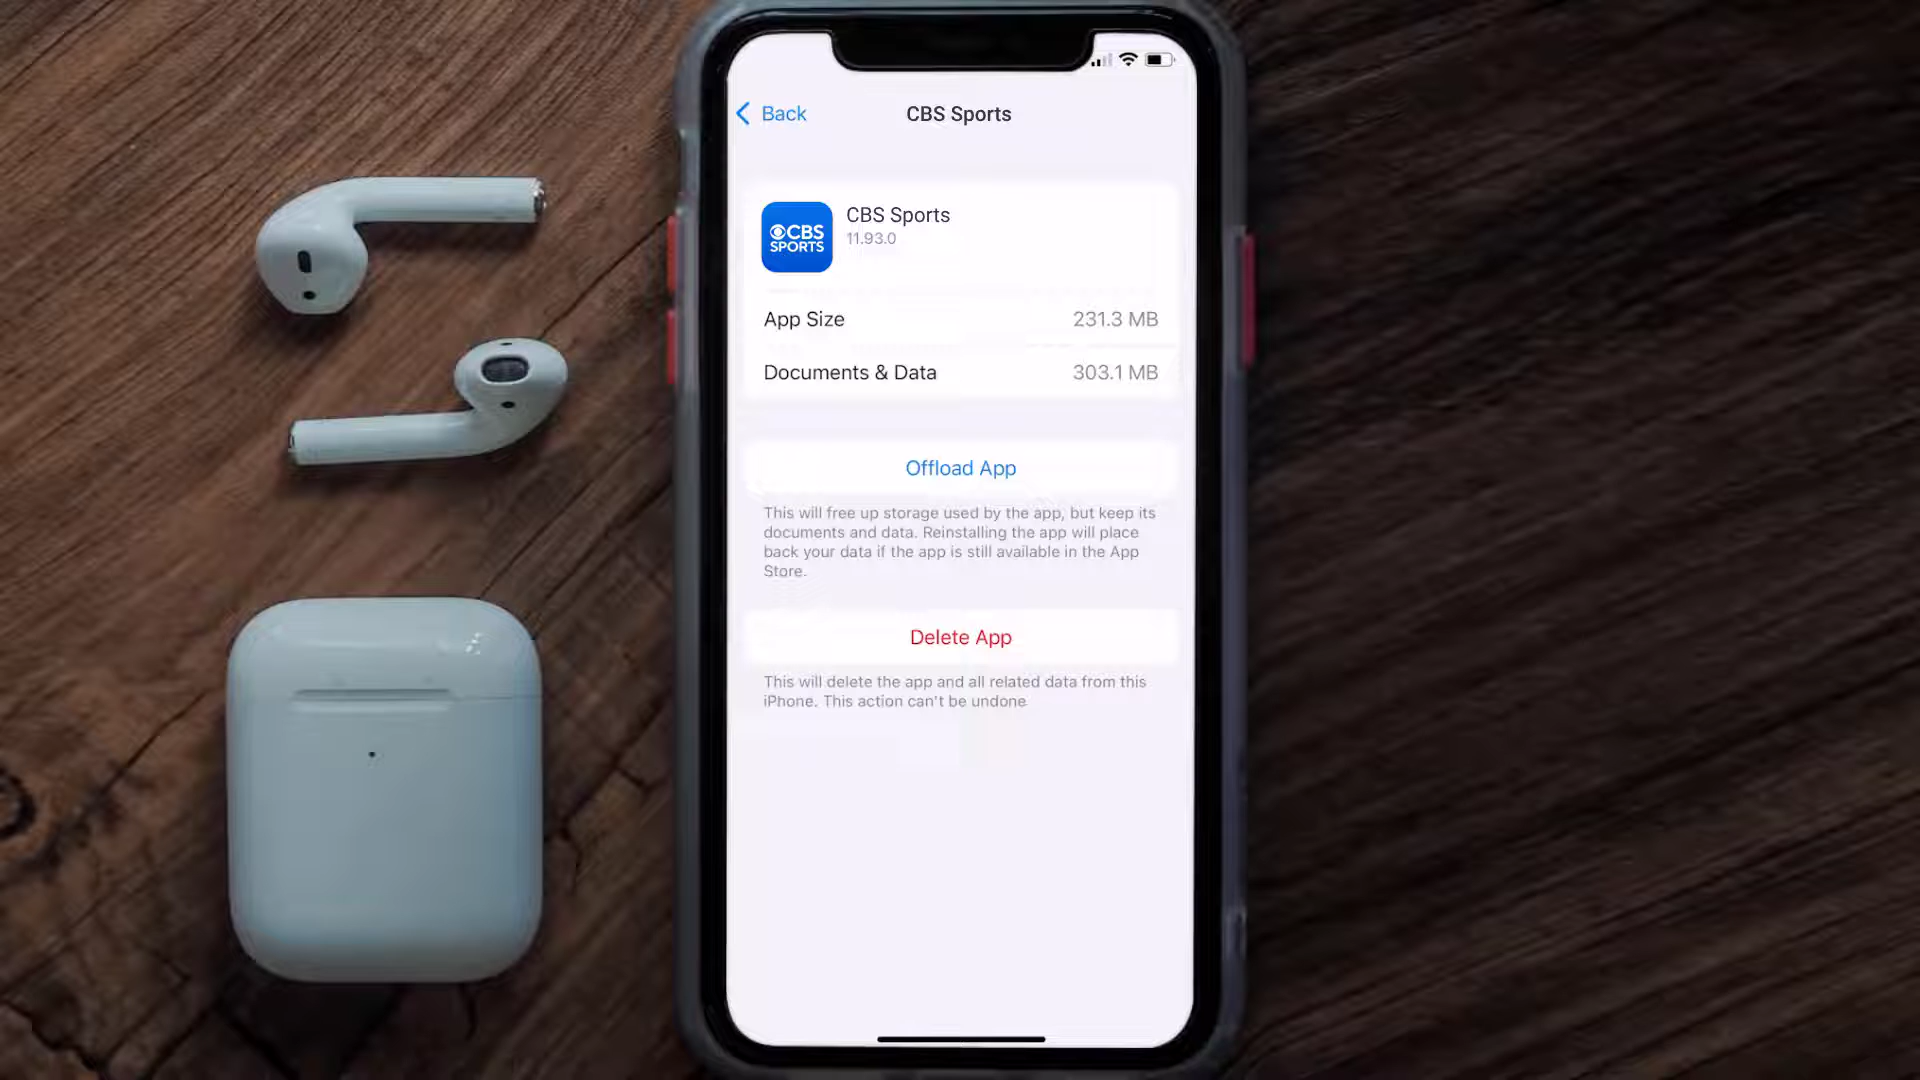 Back
CBS Sports
CBS
SPORTS
CBS Sports
11.93.0
App Size 231.3 MB
Documents & Data 303.1 MB
Offload App
This will free up storage used by the app, but keep its
documents and data. Reinstalling the app will place
back your data if the app is still available in the App
Store.
Delete App
This will delete the app and all related data from this
iPhone. This action can't be undone